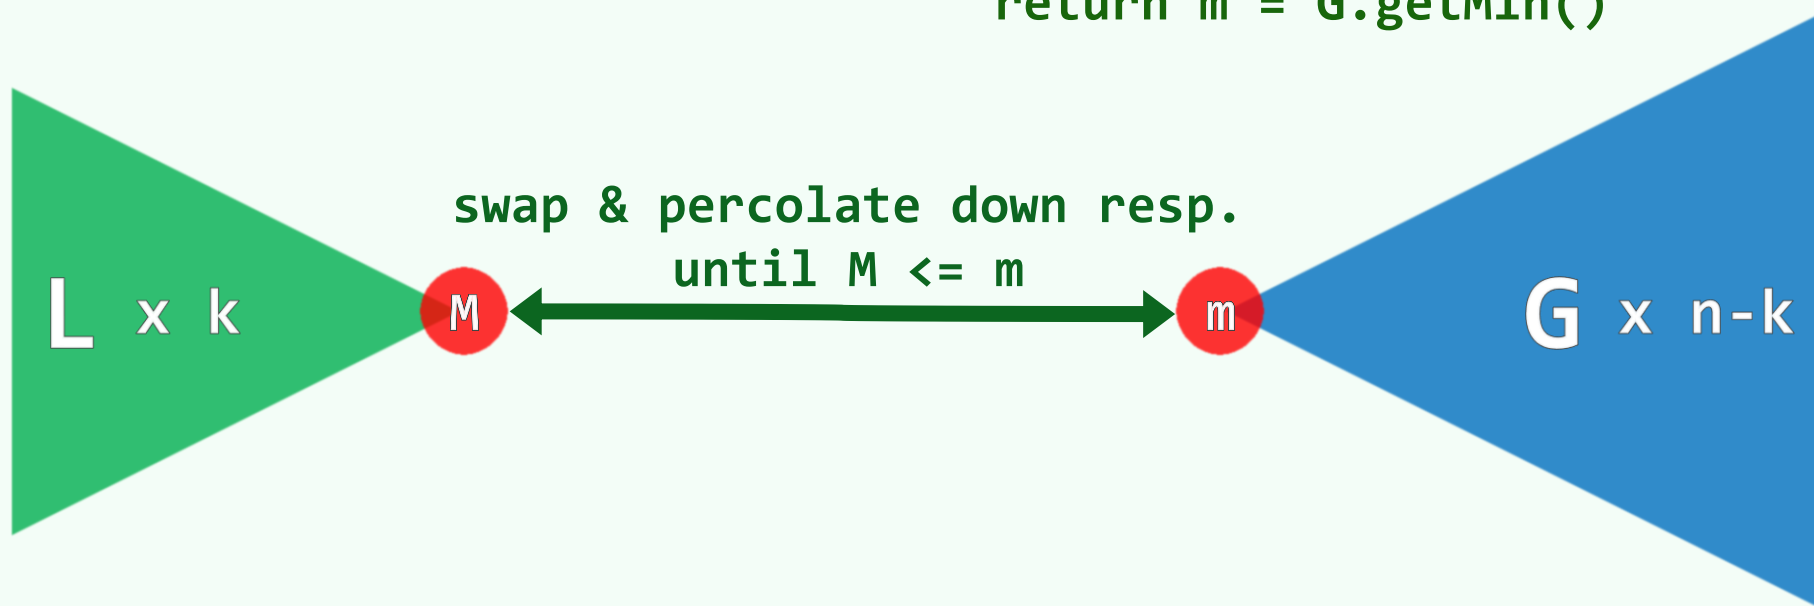 return m = G.getMin()
swap & percolate down resp.
until M <= m
L x k
M
m
G x n-k